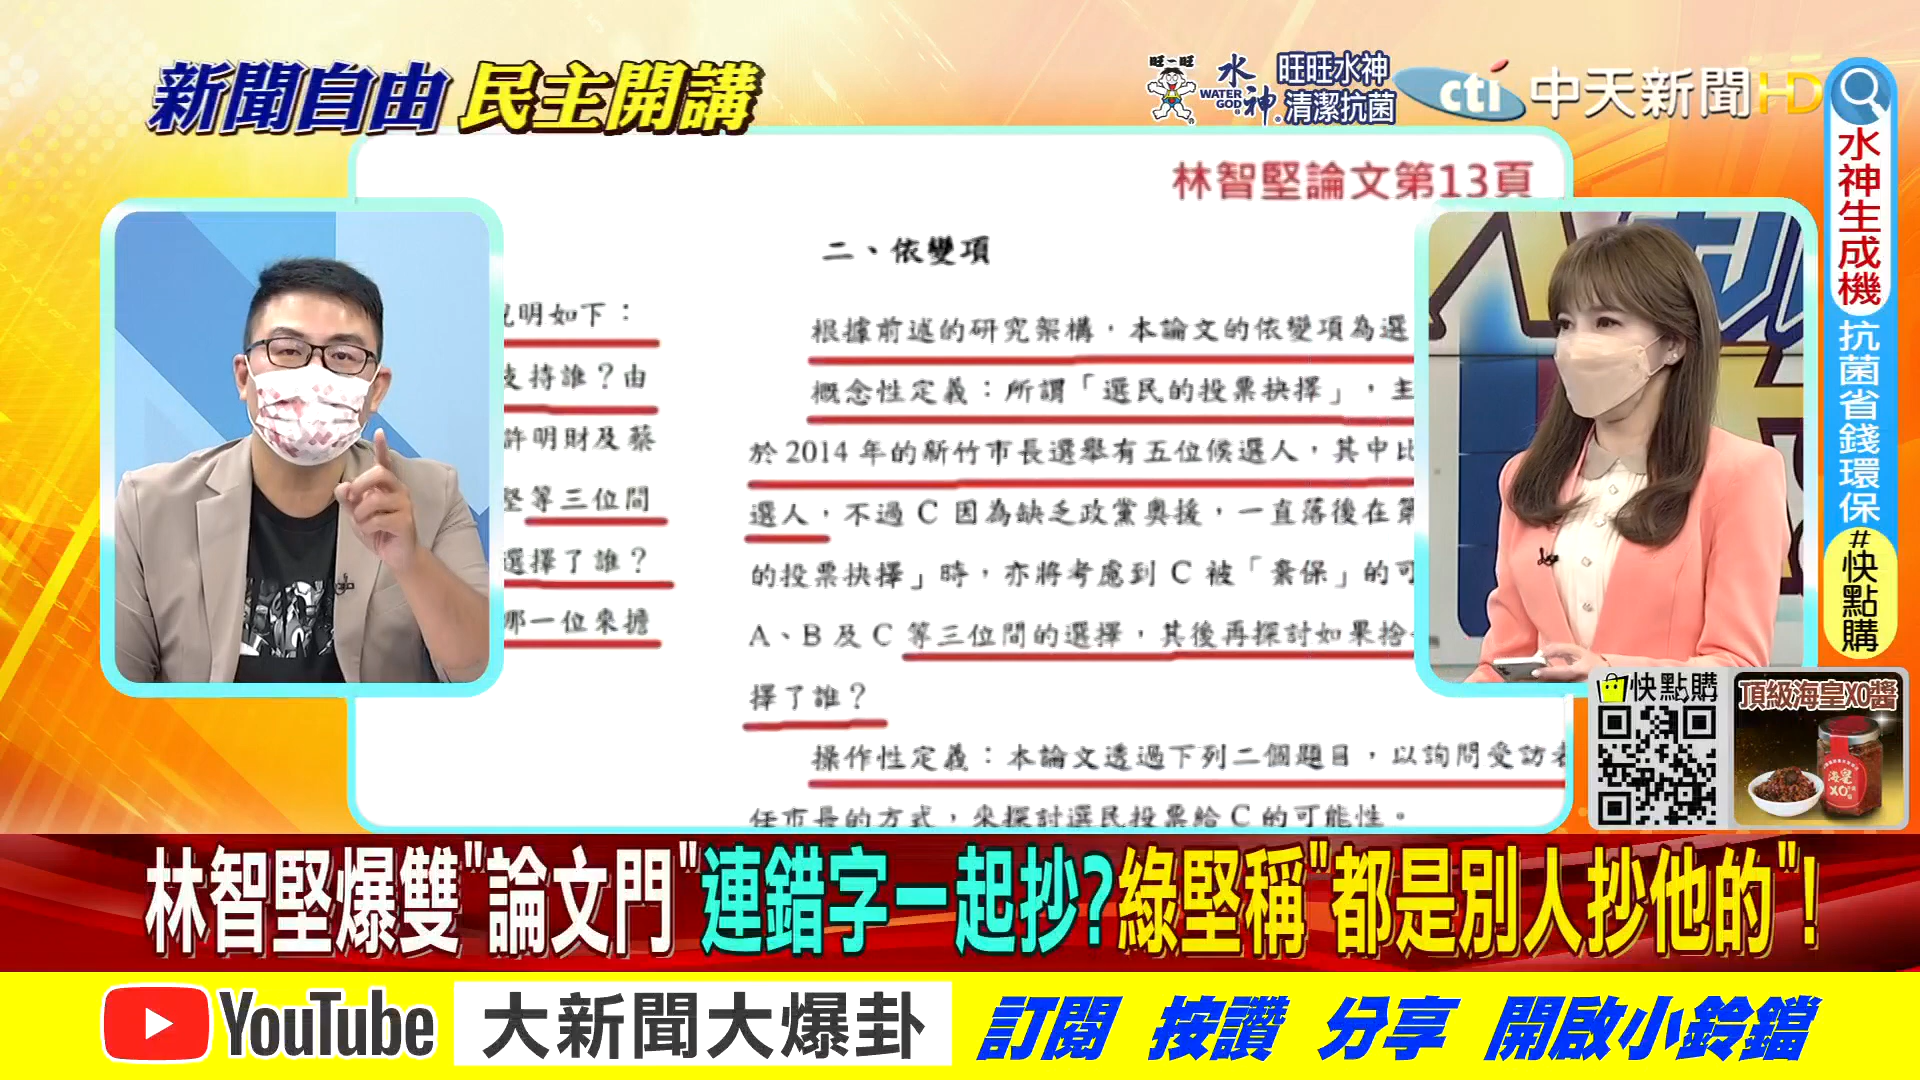 新聞自由 民主開講
旺一旺
水神
WATER GOD
旺旺水神
清潔抗菌
cti 中天新聞HD
林智堅論文第13頁
說明如下：
支持誰？由
許明財及蔡
堅等三位間
選擇了誰？
哪一位來擔
二、依變項
根據前述的研究架構，本論文的依變項為選
概念性定義：所謂「選民的投票抉擇」，主
於2014年的新竹市長選舉有五位候選人，其中比
選人，不過C因為缺乏政黨奧援，一直落後在第
的投票抉擇」時，亦將考慮到C被「棄保」的可
A、B及C等三位間的選擇，其後再探討如果捨
擇了誰？
操作性定義：本論文透過下列二個題目，以詢問受訪者
任市長的方式，來探討選民投票給C的可能性。
水神生成機
抗菌省錢環保
#快點購
快點購
頂級海皇XO醬
海皇
XO醬
林智堅爆雙"論文門"連錯字一起抄?綠堅稱"都是別人抄他的"!
YouTube 大新聞大爆卦 訂閱 按讚 分享 開啟小鈴鐺